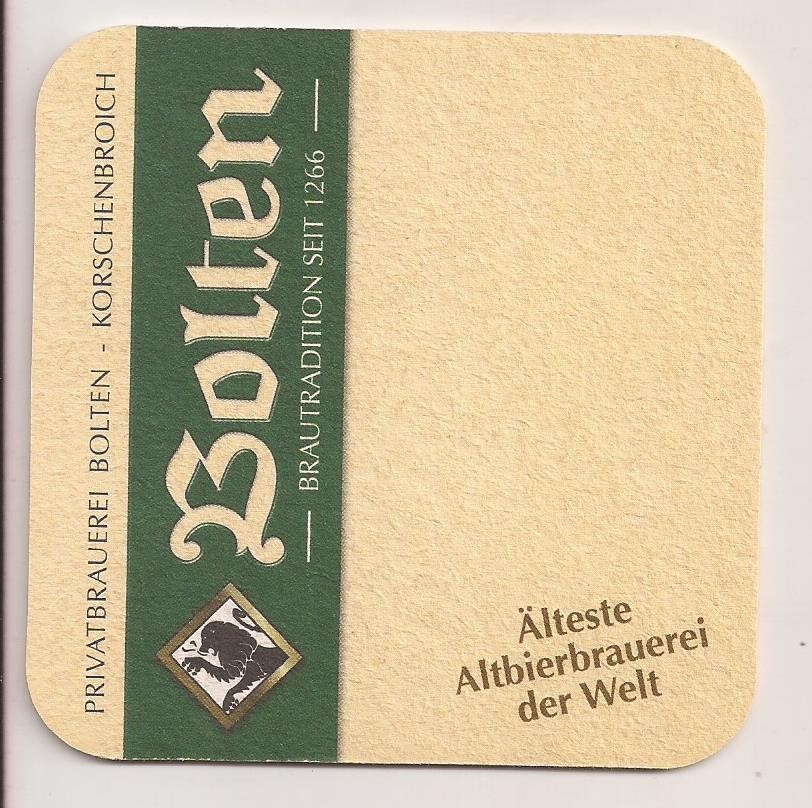 PRIVATBRAUEREI BOLTEN - KORSCHENBROICH
Bolten
BRAUTRADITION SEIT 1266
Älteste
Altbierbrauerei
der Welt